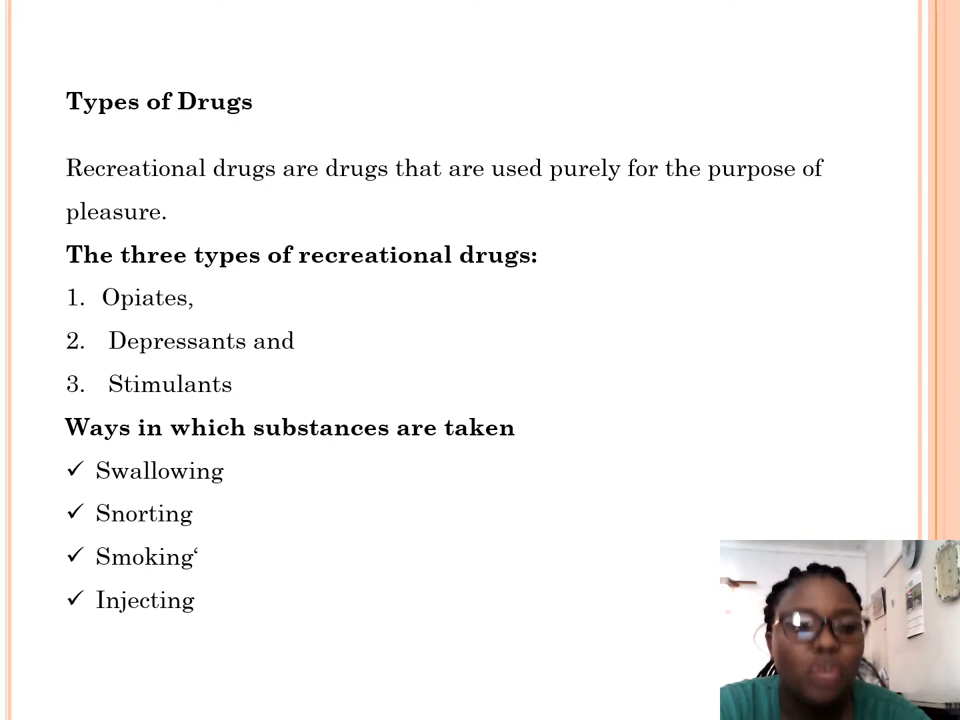 Types of Drugs
Recreational drugs are drugs that are used purely for the purpose of
pleasure.
The three types of recreational drugs:
1. Opiates,
2. Depressants and
3. Stimulants
Ways in which substances are taken
✓ Swallowing
✓ Snorting
✓ Smoking‘
✓ Injecting